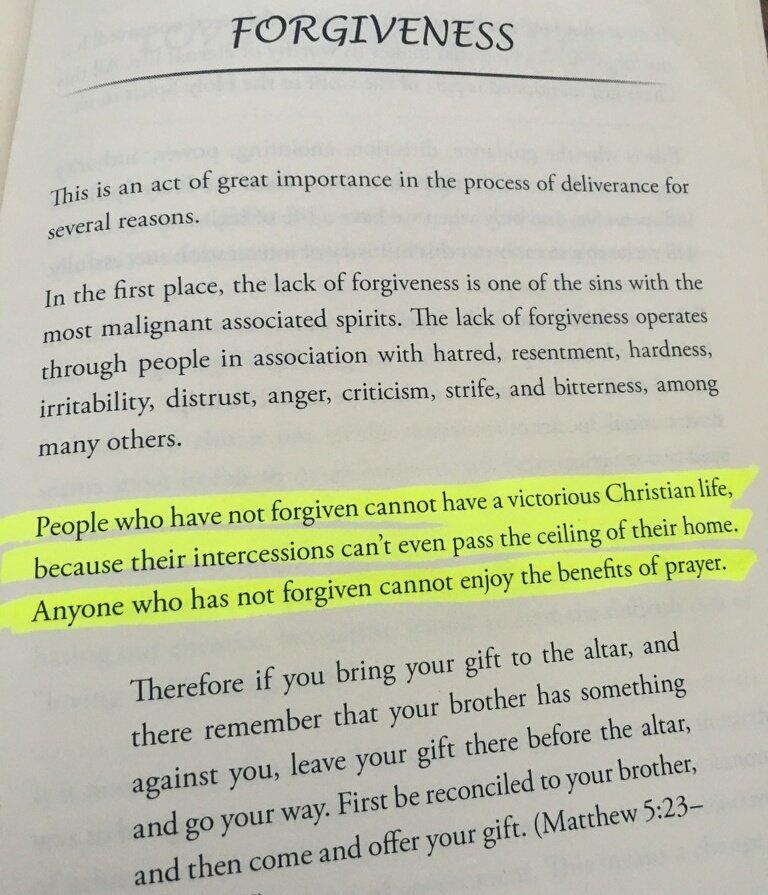 FORGIVENESS
This is an act of great importance in the process of deliverance for
several reasons.
In the first place, the lack of forgiveness is one of the sins with the
most malignant associated spirits. The lack of forgiveness operates
through people in association with hatred, resentment, hardness,
irritability, distrust, anger, criticism, strife, and bitterness, among
many others.
People who have not forgiven cannot have a victorious Christian life,
because their intercessions can't even pass the ceiling of their home.
Anyone who has not forgiven cannot enjoy the benefits of prayer.
Therefore if you bring your gift to the altar, and
there remember that your brother has something
against you, leave your gift there before the altar,
and go your way. First be reconciled to your brother,
and then come and offer your gift. (Matthew 5:23–